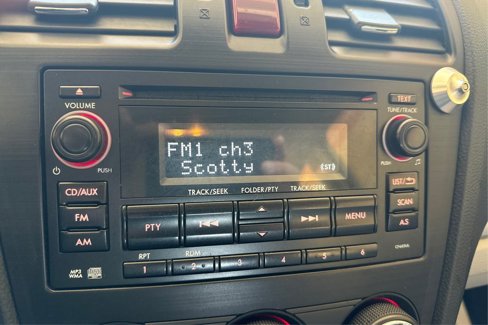 TEXT
VOLUME
TUNE/TRACK
PUSH
PUSH
FM1 ch3
Scotty
ST
TRACK/SEEK
FOLDER/PTY
TRACK/SEEK
CD/AUX
FM
AM
PTY
MENU
LIST/
SCAN
A.S
RPT
RDM
1
2
3
4
5
6
MP3
WMA